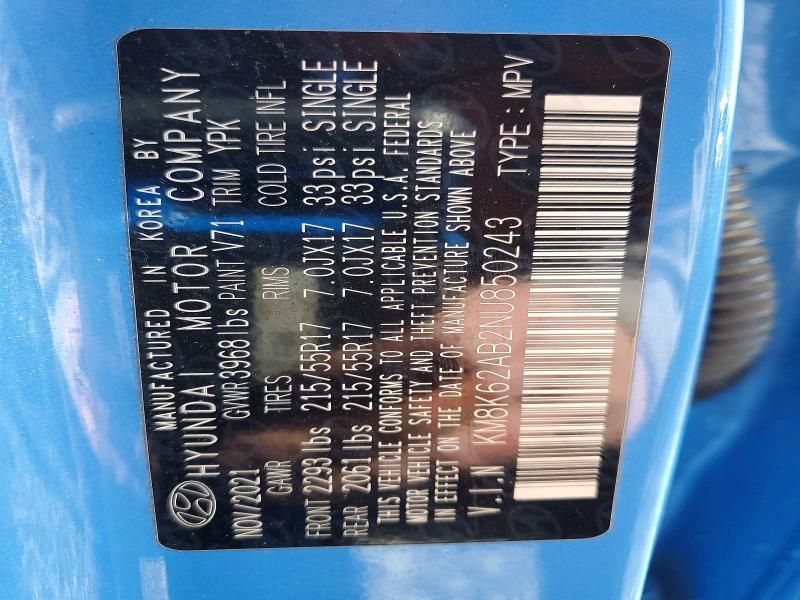 MANUFACTURED IN KOREA BY
HYUNDAI MOTOR COMPANY
NOV/2021 GVWR 3968 lbs PAINT V71 TRIM YPK
GAWR TIRES RIMS COLD TIRE INFL
FRONT 2293 lbs 215/55R17 7.0JX17 33psi SINGLE
REAR 2061 lbs 215/55R17 7.0JX17 33psi SINGLE
THIS VEHICLE CONFORMS TO ALL APPLICABLE U.S.A. FEDERAL
MOTOR VEHICLE SAFETY AND THEFT PREVENTION STANDARDS
IN EFFECT ON THE DATE OF MANUFACTURE SHOWN ABOVE
V.I.N KM8K62AB2NU850243 TYPE : MPV